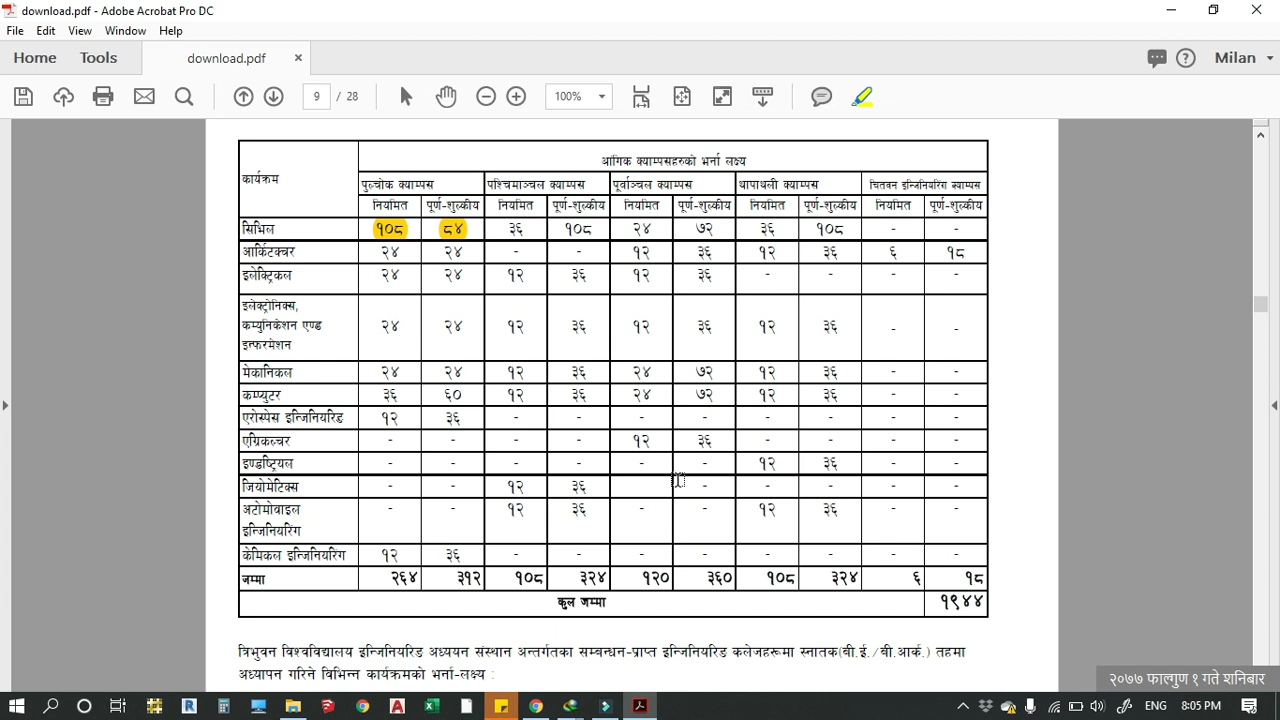 download.pdf - Adobe Acrobat Pro DC
File Edit View Window Help
Home Tools download.pdf × Milan
9 / 28 100%
कार्यक्रम आंगिक क्याम्पसहरुको भर्ना लक्ष्य
पुल्चोक क्याम्पस पश्चिमाञ्चल क्याम्पस पूर्वाञ्चल क्याम्पस थापाथली क्याम्पस चितवन इन्जिनियरिंग क्याम्पस
नियमित पूर्ण-शुल्कीय नियमित पूर्ण-शुल्कीय नियमित पूर्ण-शुल्कीय नियमित पूर्ण-शुल्कीय नियमित पूर्ण-शुल्कीय
सिभिल १०८ ८४ ३६ १०८ २४ ७२ ३६ १०८ - -
आर्किटेक्चर २४ २४ - - १२ ३६ १२ ३६ ६ १८
इलेक्ट्रिकल २४ २४ १२ ३६ १२ ३६ - - - -
इलेक्ट्रोनिक्स,
कम्युनिकेशन एण्ड २४ २४ १२ ३६ १२ ३६ १२ ३६ - -
इन्फरमेशन
मेकानिकल २४ २४ १२ ३६ २४ ७२ १२ ३६ - -
कम्प्युटर ३६ ६० १२ ३६ २४ ७२ १२ ३६ - -
एरोस्पेस इन्जिनियरिङ १२ ३६ - - - - - - - -
एग्रिकल्चर - - - - १२ ३६ - - - -
इण्डष्ट्रियल - - - - - - १२ ३६ - -
जियोमेटिक्स - - १२ ३६ - - - - -
अटोमोवाइल - - १२ ३६ - - १२ ३६ - -
इन्जिनियरिंग
केमिकल इन्जिनियरिंग १२ ३६ - - - - - - - -
जम्मा २६४ ३१२ १०८ ३२४ १२० ३६० १०८ ३२४ ६ १८
कुल जम्मा १९४४
त्रिभुवन विश्वविद्यालय इन्जिनियरिङ अध्ययन संस्थान अन्तर्गतका सम्बन्धन-प्राप्त इन्जिनियरिङ कलेजहरूमा स्नातक(बी.ई./बी.आर्क.) तहमा
अध्यापन गरिने विभिन्न कार्यक्रमको भर्ना-लक्ष्य :
२०७७ फाल्गुण १ गते शनिबार
ENG 8:05 PM